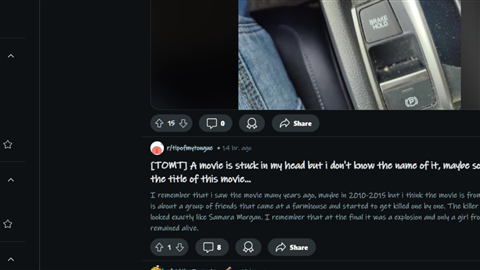 BRAKE
HOLD
15
0
Share
r/tipofmytongue • 14 hr. ago
[TOMT] A movie is stuck in my head but i don't know the name of it, maybe so
the title of this movie...
I remember that i saw the movie many years ago, maybe in 2010-2015 but i think the movie is from
is about a group of friends that came at a farmhouse and started to get killed one by one. The killer
looked exactly like Samara Morgan. I remember that at the final it was a explosion and only a girl fro
remained alive.
1
8
Share